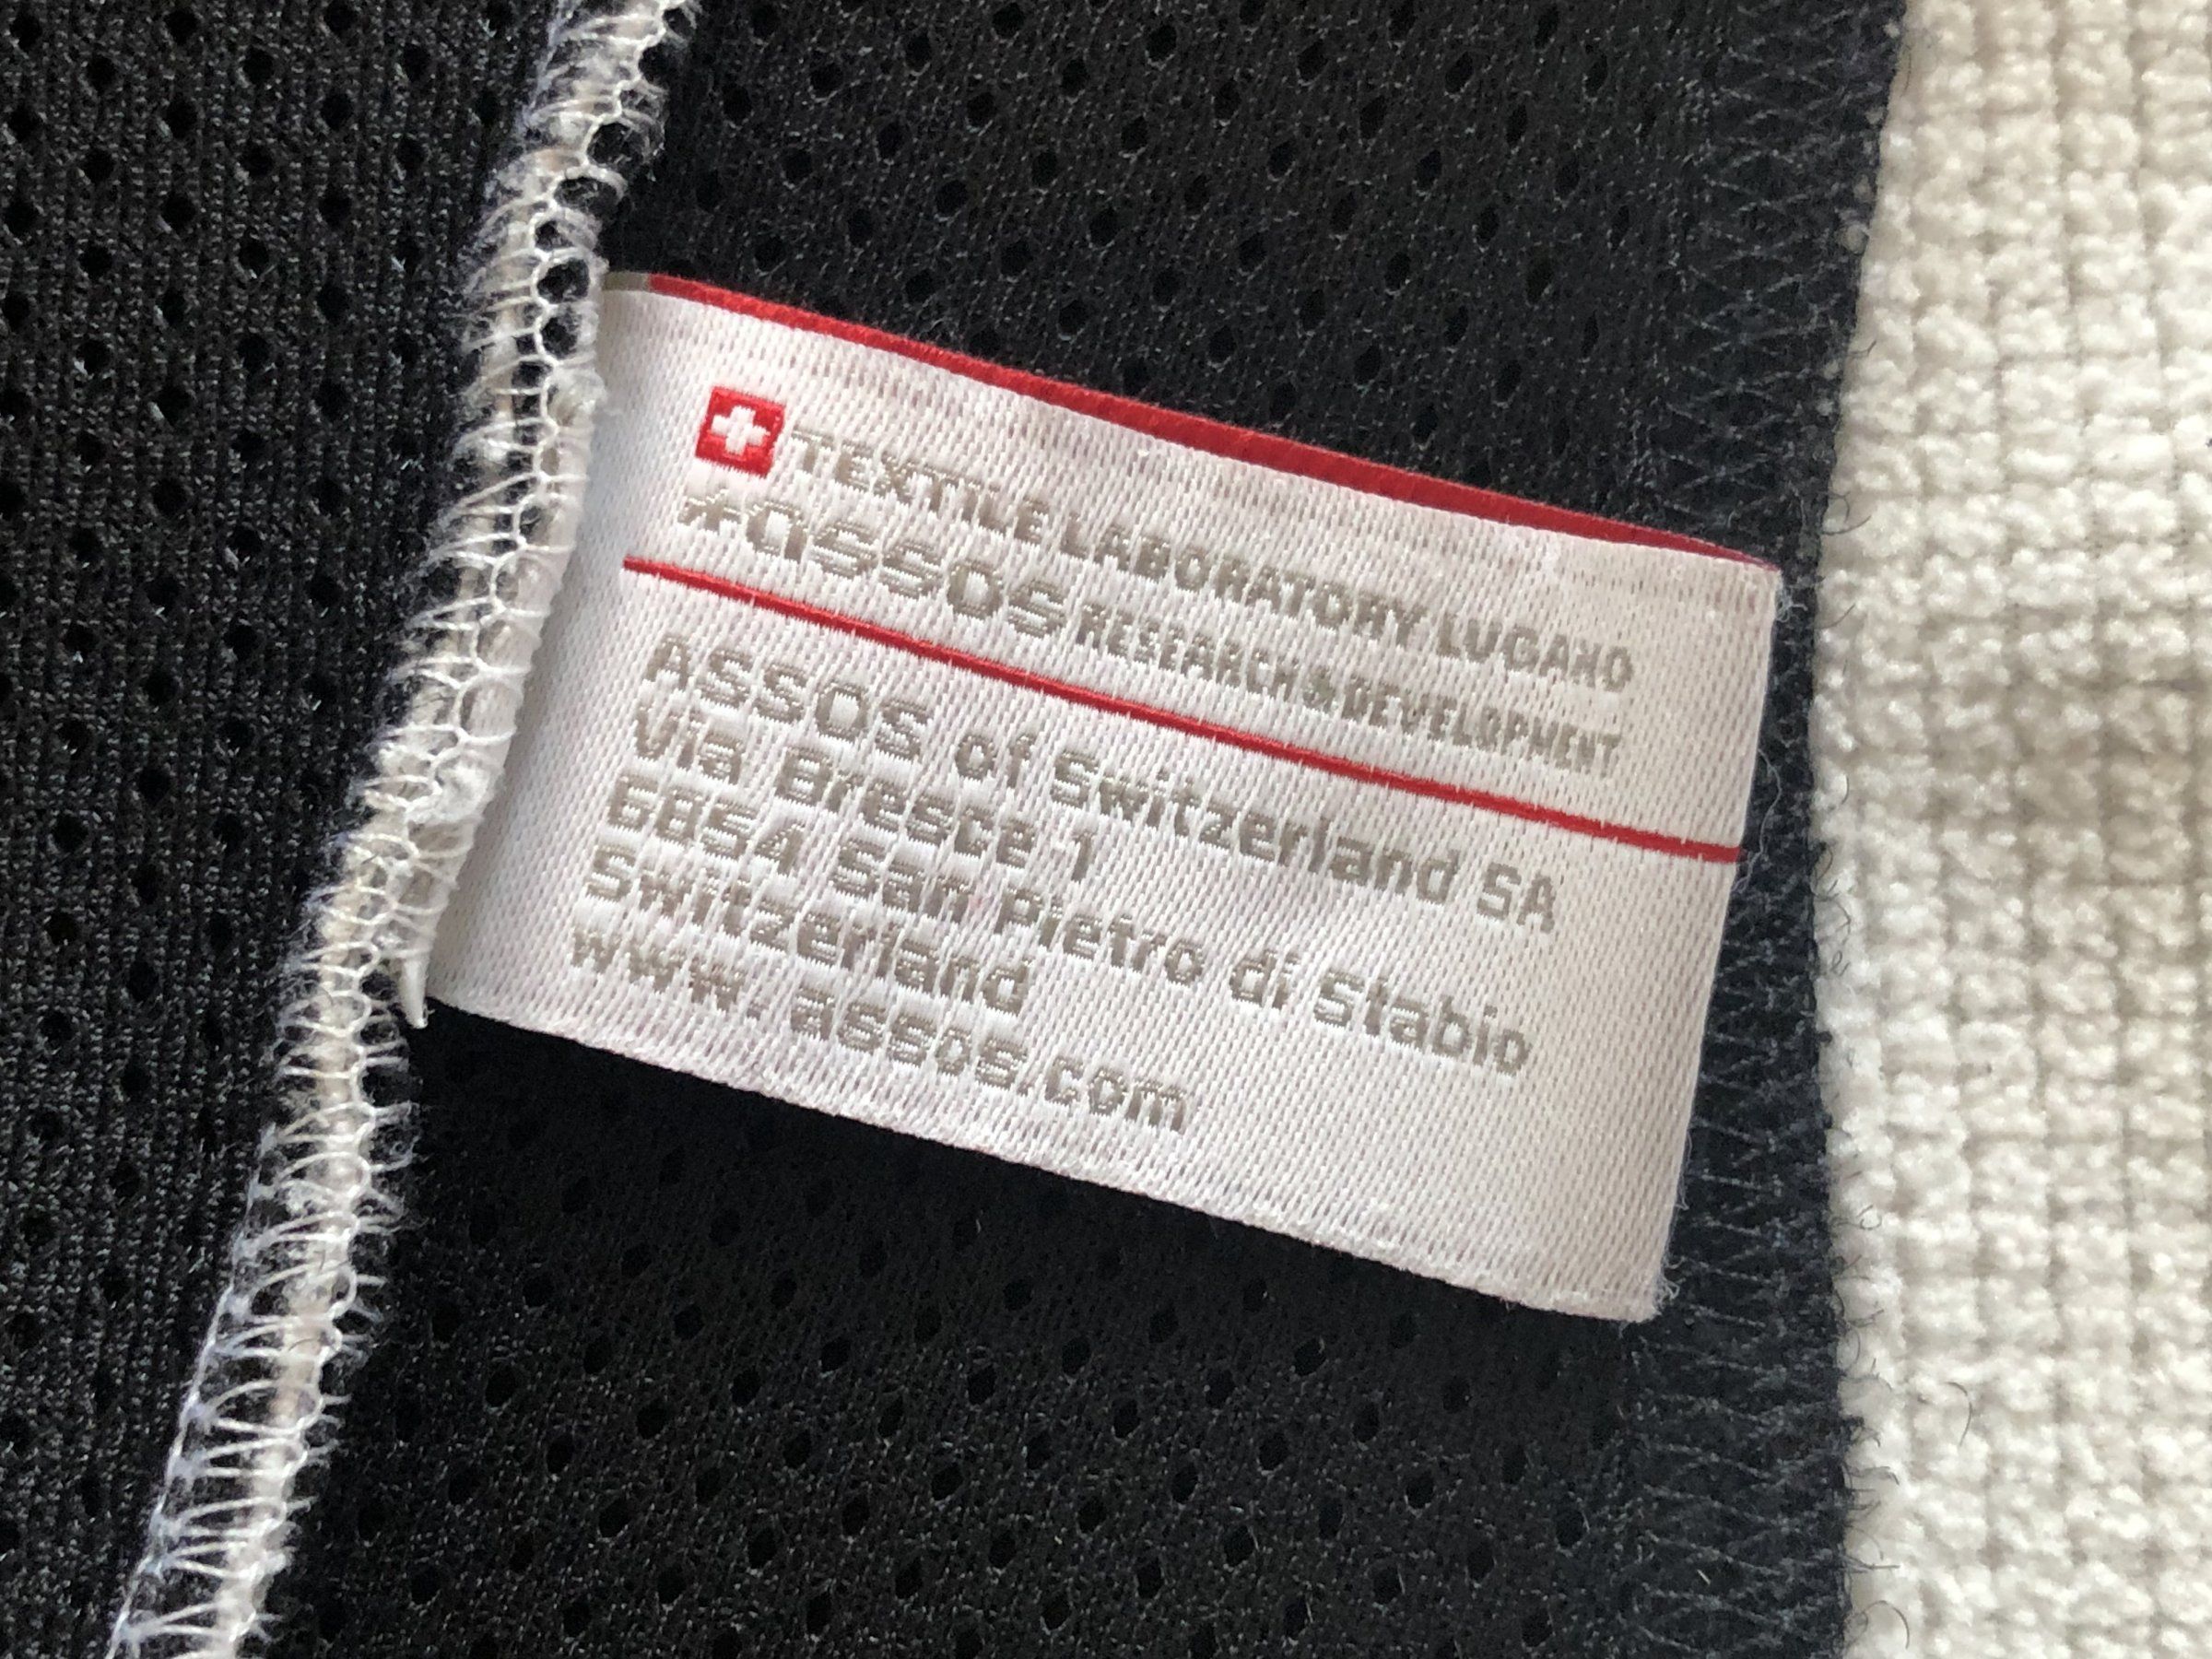 TEXTILE LABORATORY LUGANO
assos RESEARCH & DEVELOPMENT
ASSOS of Switzerland SA
Via Bresce 1
6854 San Pietro di Stabio
Switzerland
www.assos.com